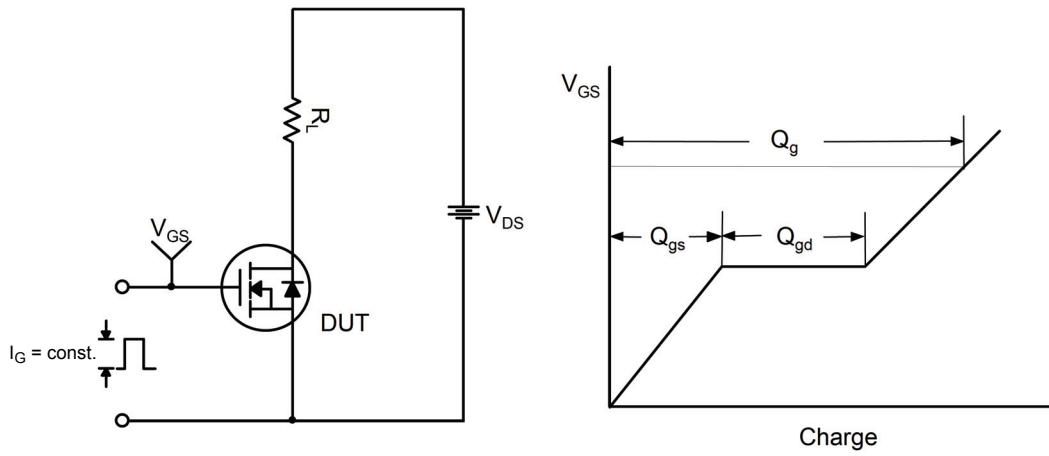 R_L
V_GS
V_DS
DUT
I_G = const.
V_GS
Q_g
Q_gs
Q_gd
Charge